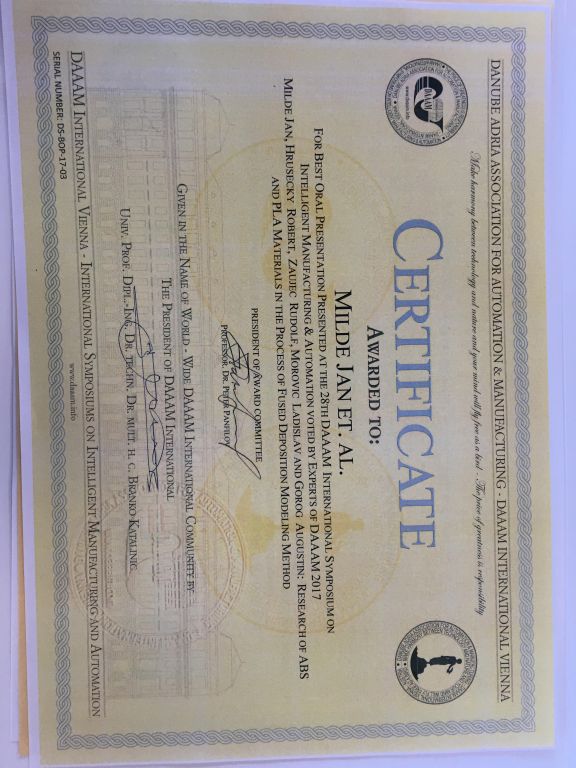 DANUBE ADRIA ASSOCIATION FOR AUTOMATION & MANUFACTURING - DAAAM INTERNATIONAL VIENNA
Make harmony between technology and nature and your mind will fly free as a bird - The price of greatness is responsibility
DAAAM
CERTIFICATE
AWARDED TO:
MILDE JAN ET. AL.
FOR BEST ORAL PRESENTATION PRESENTED AT THE 28TH DAAAM INTERNATIONAL SYMPOSIUM ON
INTELLIGENT MANUFACTURING & AUTOMATION VOTED BY EXPERTS OF DAAAM 2017
MILDE JAN, HRUSECKY ROBERT, ZAUJEC RUDOLF, MOROVIC LADISLAV AND GOROG AUGUSTIN: RESEARCH OF ABS
AND PLA MATERIALS IN THE PROCESS OF FUSED DEPOSITION MODELING METHOD
PRESIDENT OF AWARD COMMITTEE
PROFESSOR DR. PETER PANFILOV
GIVEN IN THE NAME OF WORLD - WIDE DAAAM INTERNATIONAL COMMUNITY BY:
THE PRESIDENT OF DAAAM INTERNATIONAL
UNIV. PROF. DIPL.-ING. DR. TECHN. DR. MULT. H. C. BRANKO KATALINIC
www.daaam.info
DAAAM INTERNATIONAL VIENNA - INTERNATIONAL SYMPOSIUMS ON INTELLIGENT MANUFACTURING AND AUTOMATION
SERIAL NUMBER: DS-BOP-17-03